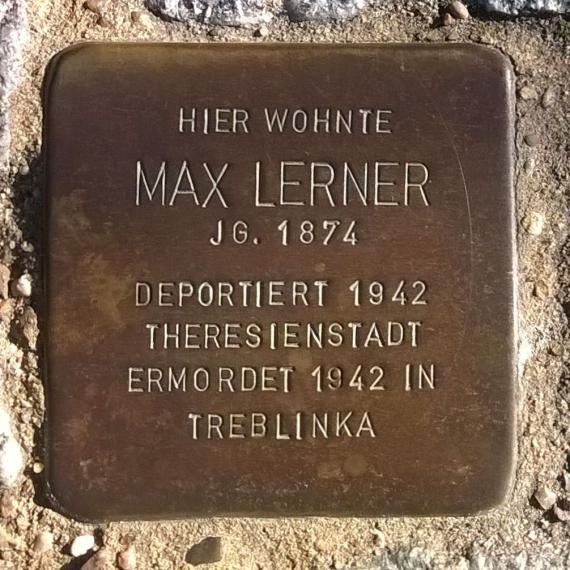 HIER WOHNTE
MAX LERNER
JG. 1874
DEPORTIERT 1942
THERESIENSTADT
ERMORDET 1942 IN
TREBLINKA